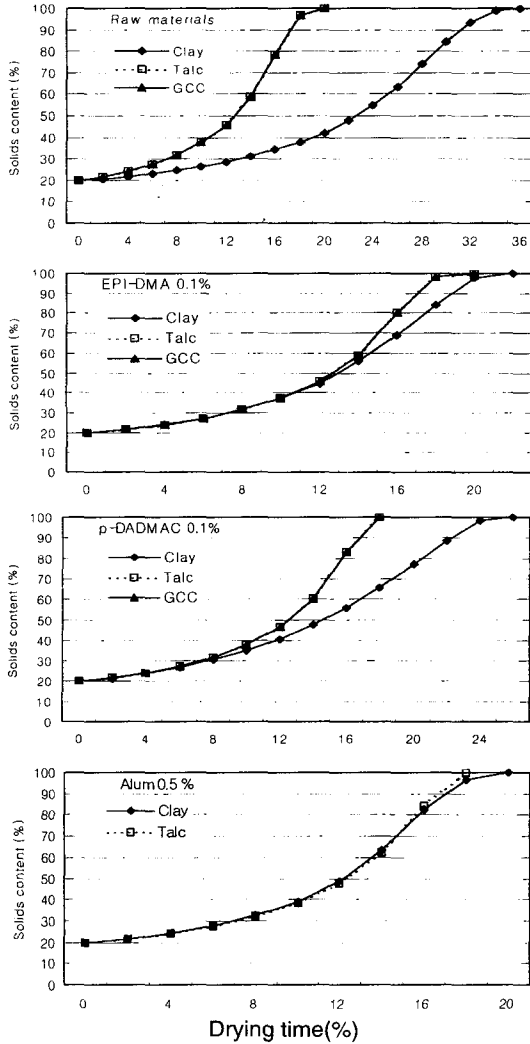 Raw materials
Clay
Talc
GCC
Solids content (%)
100
90
80
70
60
50
40
30
20
10
0
0 4 8 12 16 20 24 28 32 36
EPI-DMA 0.1%
Clay
Talc
GCC
Solids content (%)
100
90
80
70
60
50
40
30
20
10
0
0 4 8 12 16 20
p-DADMAC 0.1%
Clay
Talc
GCC
Solids content (%)
100
90
80
70
60
50
40
30
20
10
0
0 4 8 12 16 20 24
Alum 0.5 %
Clay
Talc
Solids content (%)
100
90
80
70
60
50
40
30
20
10
0
0 4 8 12 16 20
Drying time(%)